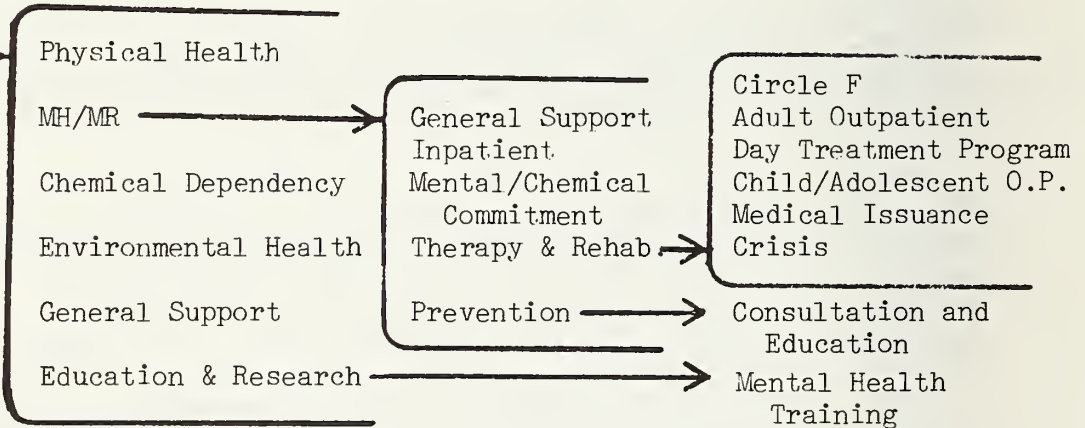 Physical Health
MH/MR
Chemical Dependency
Environmental Health
General Support
Education & Research
General Support
Inpatient
Mental/Chemical
Commitment
Therapy & Rehab.
Prevention
Circle F
Adult Outpatient
Day Treatment Program
Child/Adolescent O.P.
Medical Issuance
Crisis
Consultation and
Education
Mental Health
Training